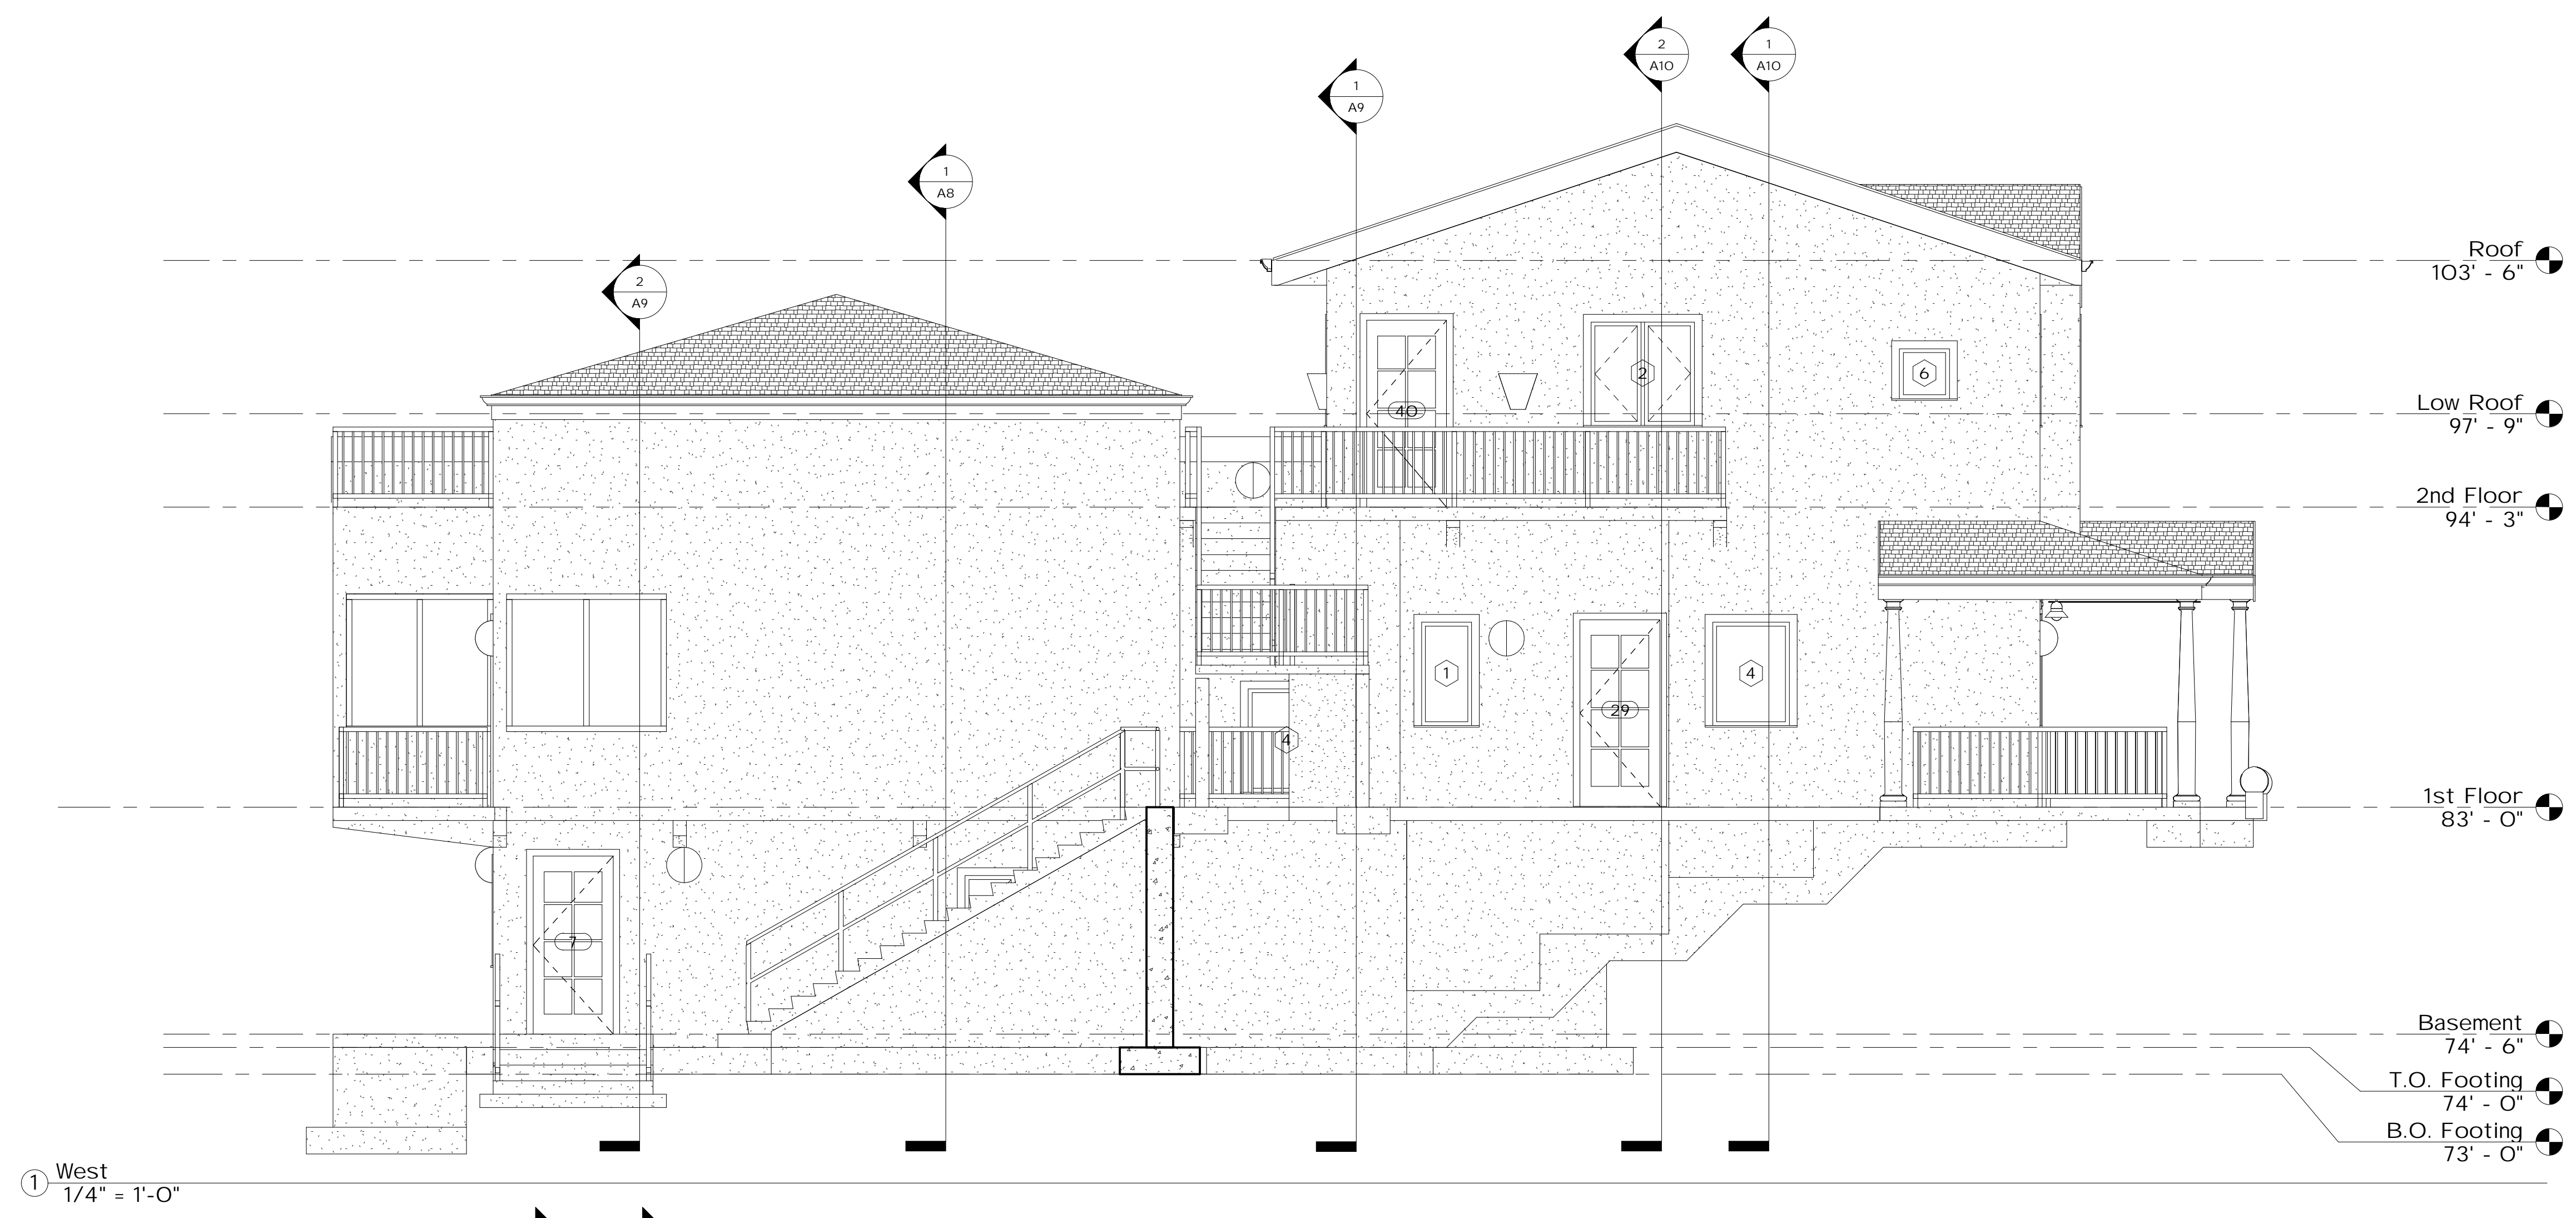 2
A10
1
A10
1
A9
1
A8
2
A9
Roof
103' - 6"
Low Roof
97' - 9"
2nd Floor
94' - 3"
1st Floor
83' - 0"
Basement
74' - 6"
T.O. Footing
74' - 0"
B.O. Footing
73' - 0"
40
2
6
1
29
4
4
7
1
West
1/4" = 1'-0"